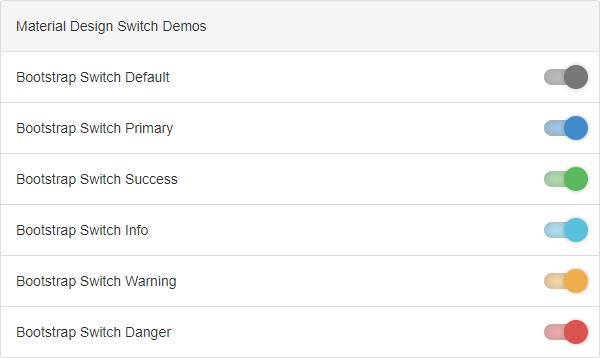 Material Design Switch Demos
Bootstrap Switch Default
Bootstrap Switch Primary
Bootstrap Switch Success
Bootstrap Switch Info
Bootstrap Switch Warning
Bootstrap Switch Danger